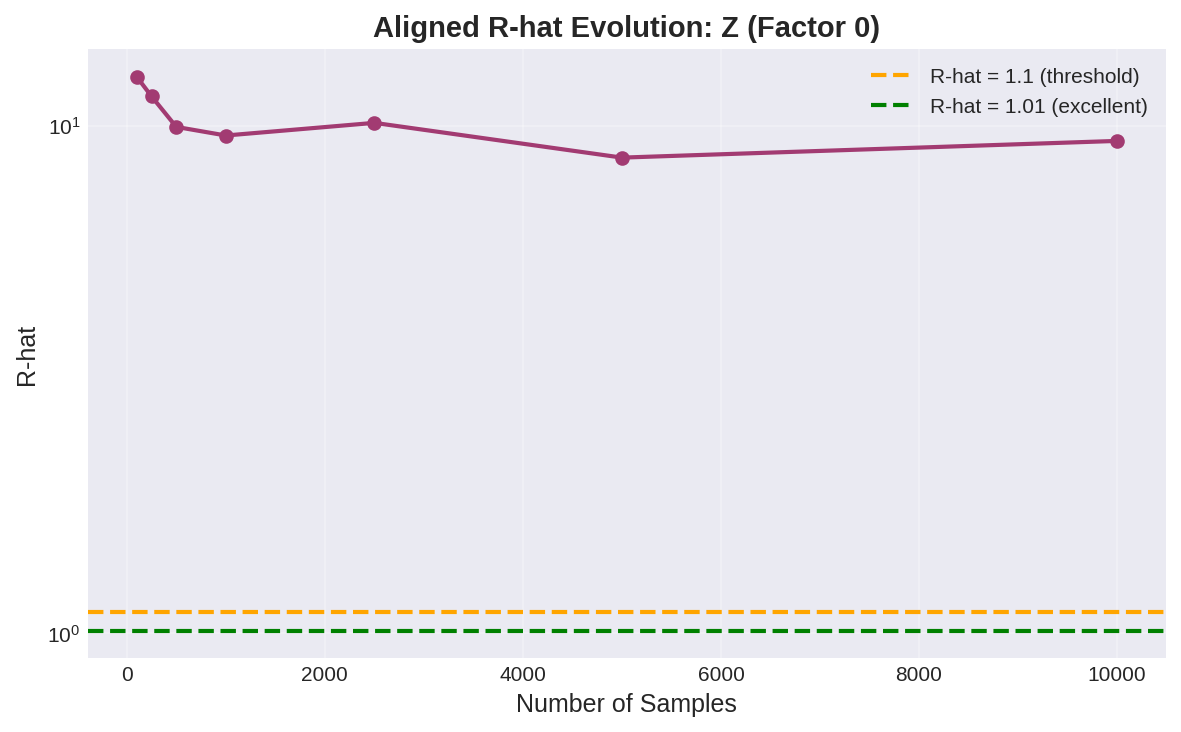 Aligned R-hat Evolution: Z (Factor 0)
R-hat = 1.1 (threshold)
R-hat = 1.01 (excellent)
10¹
10⁰
R-hat
0 2000 4000 6000 8000 10000
Number of Samples